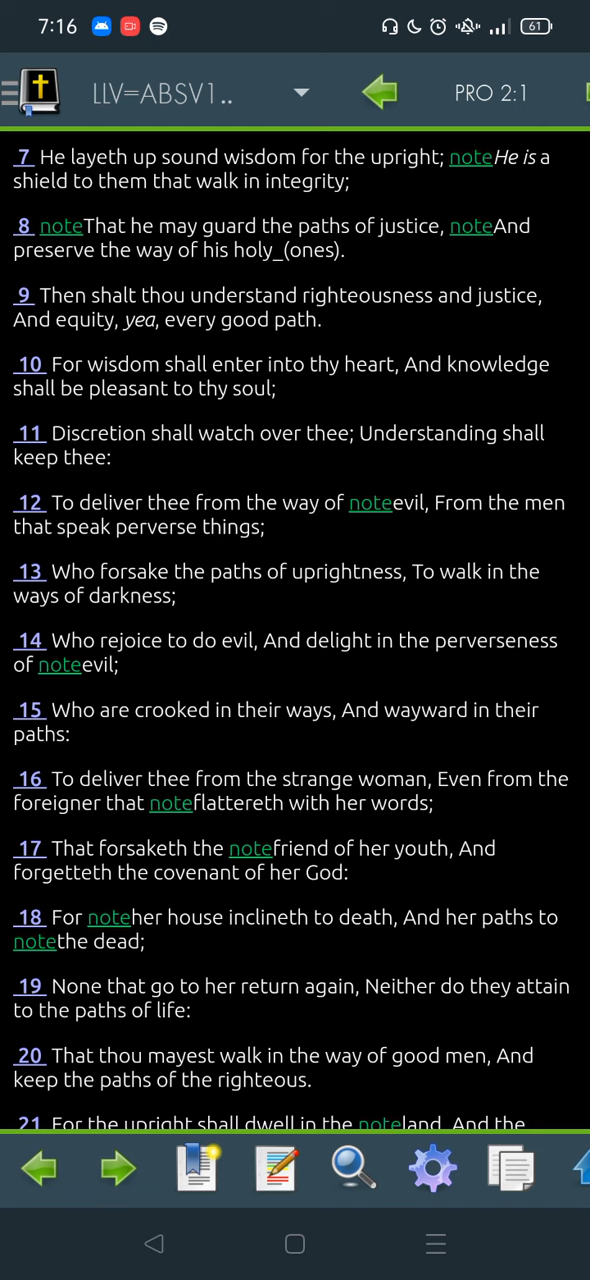 7:16
61
LLV=ABSV1..
PRO 2:1
7 He layeth up sound wisdom for the upright; noteHe is a
shield to them that walk in integrity;
8 noteThat he may guard the paths of justice, noteAnd
preserve the way of his holy_(ones).
9 Then shalt thou understand righteousness and justice,
And equity, yea, every good path.
10 For wisdom shall enter into thy heart, And knowledge
shall be pleasant to thy soul;
11 Discretion shall watch over thee; Understanding shall
keep thee:
12 To deliver thee from the way of noteevil, From the men
that speak perverse things;
13 Who forsake the paths of uprightness, To walk in the
ways of darkness;
14 Who rejoice to do evil, And delight in the perverseness
of noteevil;
15 Who are crooked in their ways, And wayward in their
paths:
16 To deliver thee from the strange woman, Even from the
foreigner that noteflattereth with her words;
17 That forsaketh the notefriend of her youth, And
forgetteth the covenant of her God:
18 For noteher house inclineth to death, And her paths to
notethe dead;
19 None that go to her return again, Neither do they attain
to the paths of life:
20 That thou mayest walk in the way of good men, And
keep the paths of the righteous.
21 For the upright shall dwell in the noteland, And the